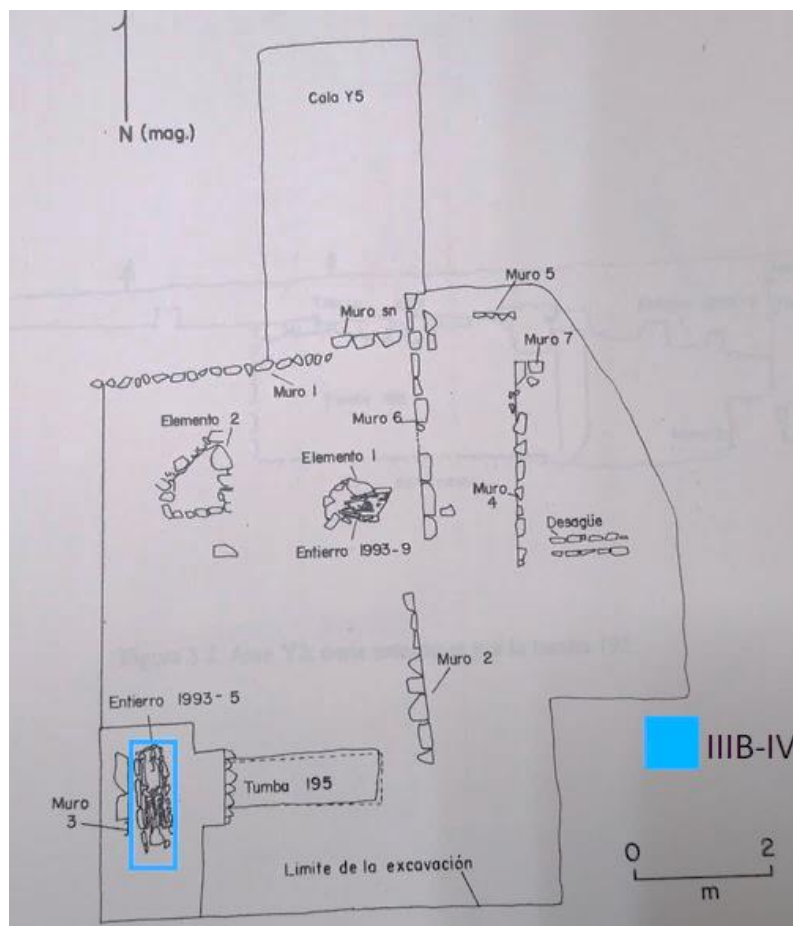 N (mag.)
Cala Y5
Muro 5
Muro sn
Muro 7
Muro 1
Elemento 2
Muro 6
Elemento 1
Muro
4
Desagüe
Entierro 1993-9
Muro 2
Entierro 1993-5
IIIB-IV
Tumba 195
Muro
3
0 2
m
Limite de la excavación